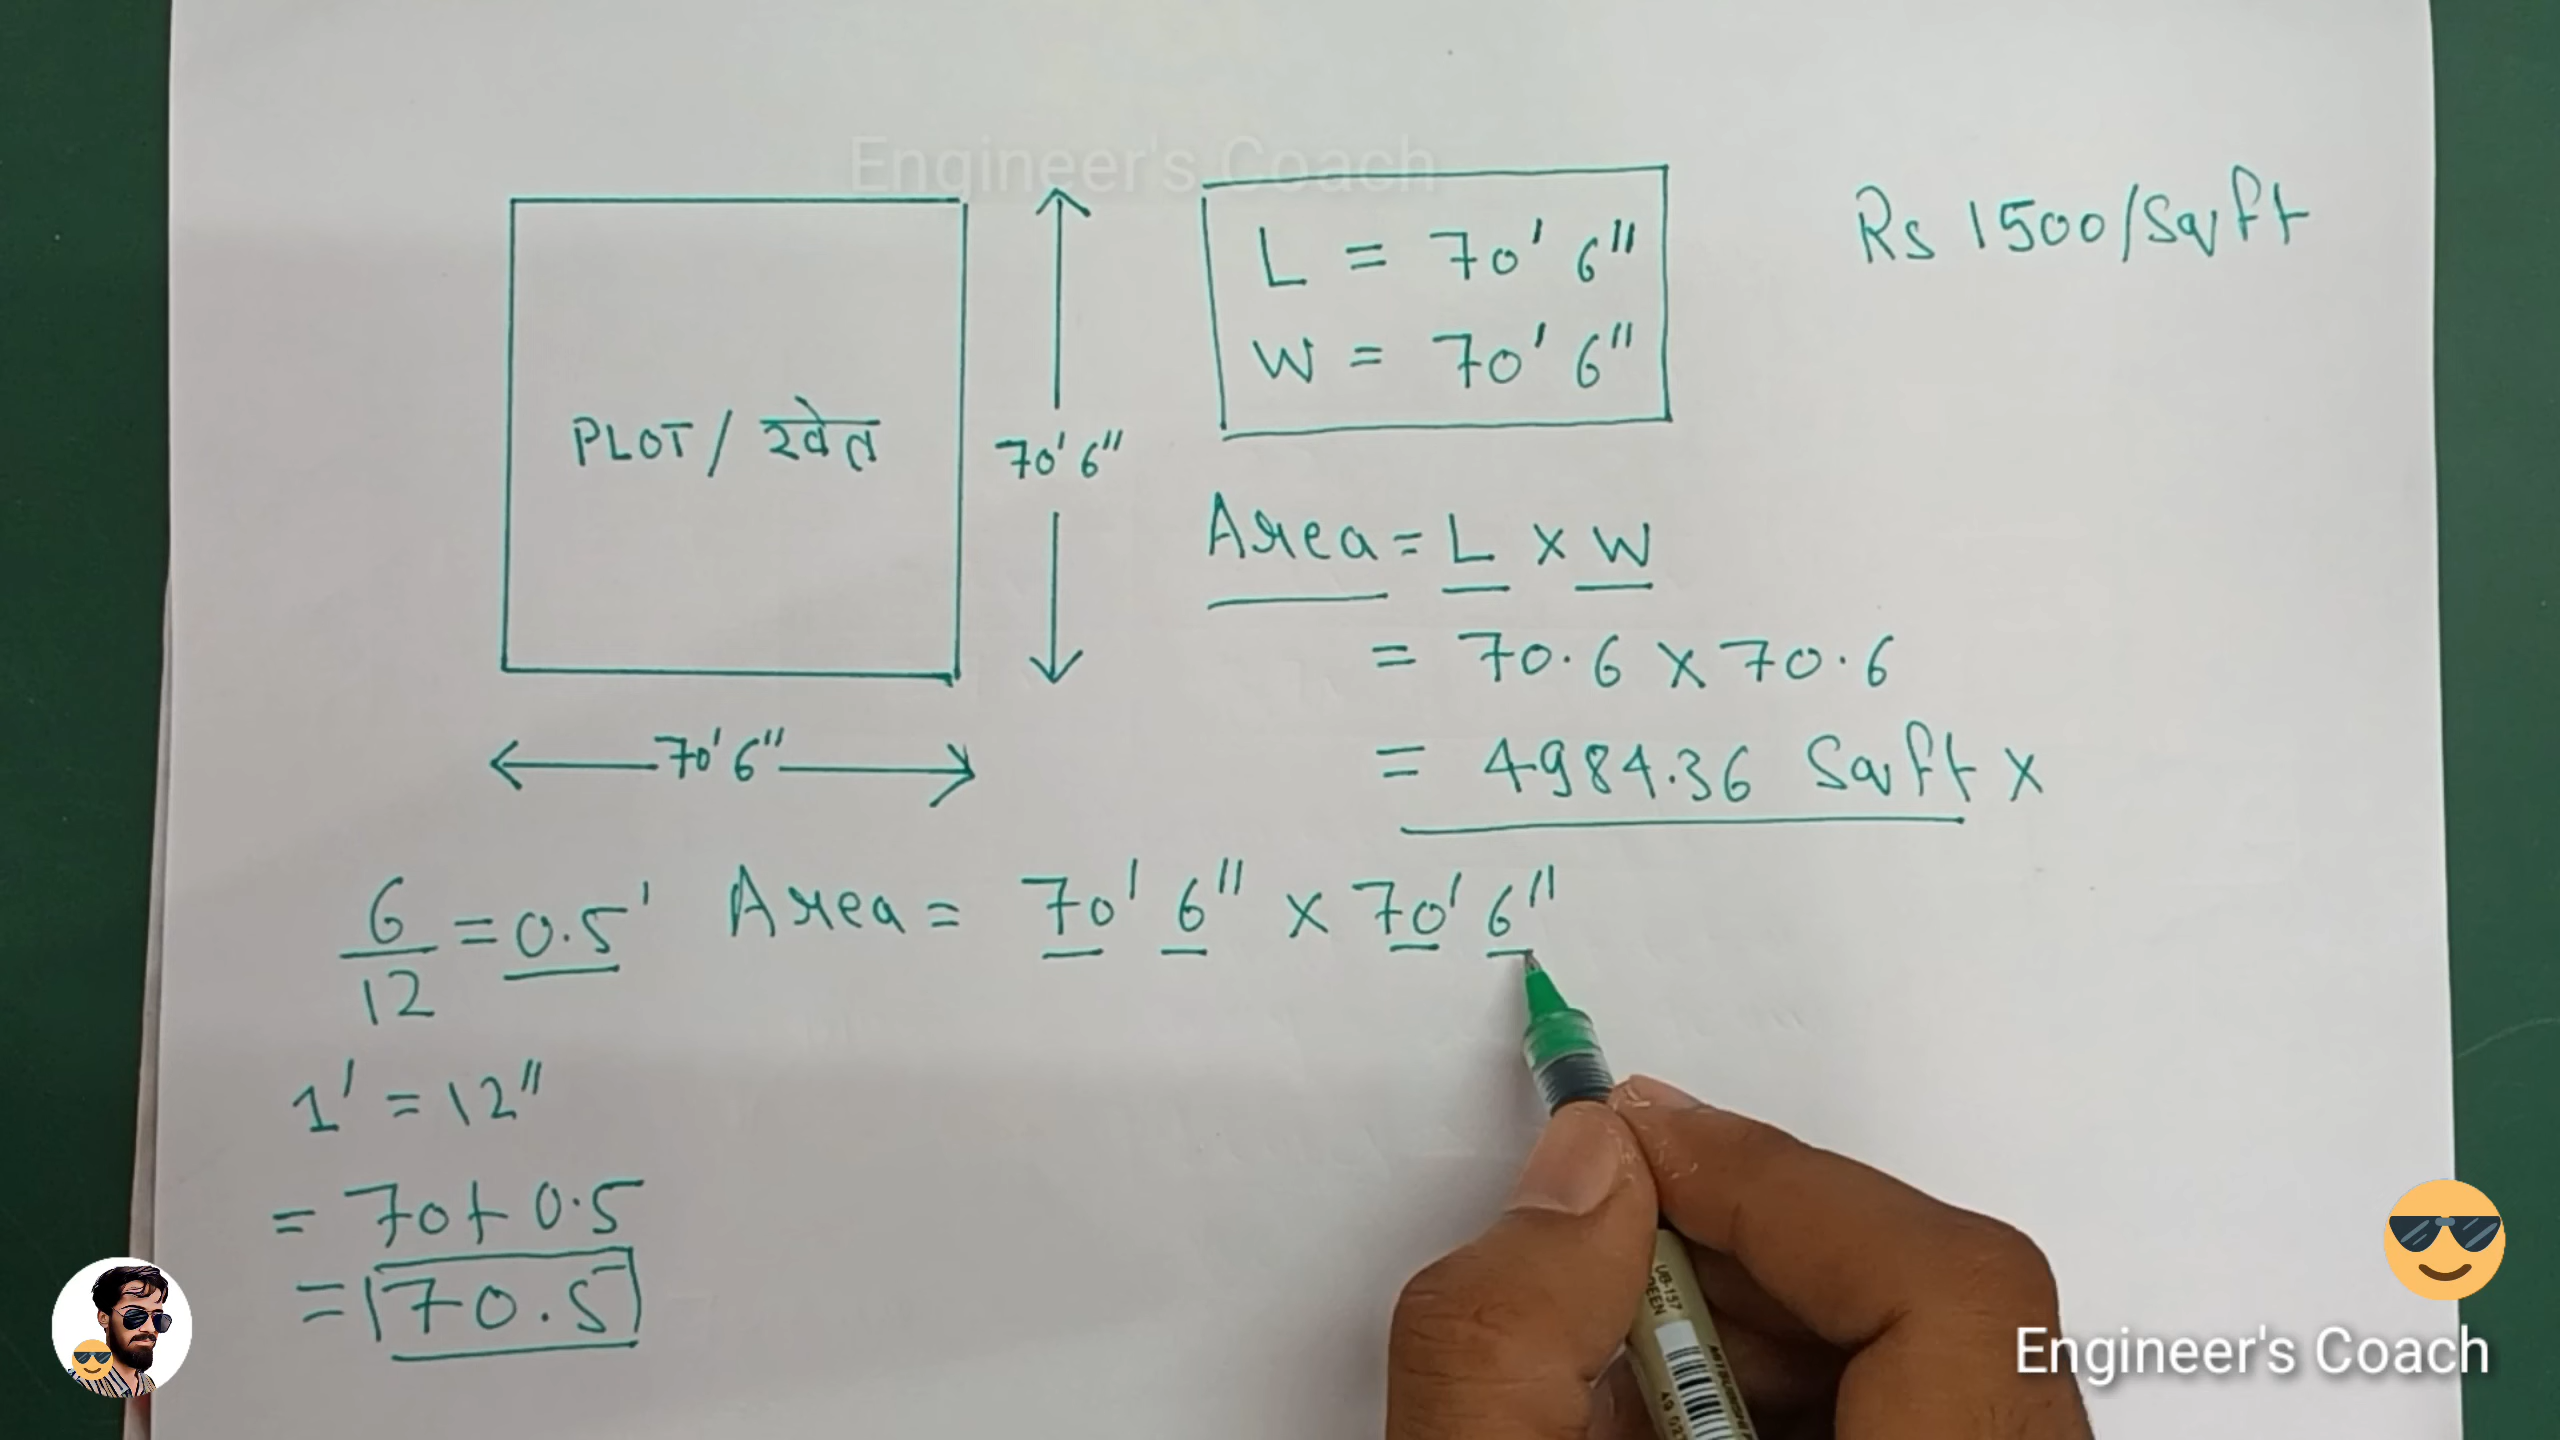 Engineer's Coach
L = 70' 6"
W = 70' 6"
Rs 1500/Sqft
PLOT / खेत
70' 6"
70' 6"
Area = L x W
= 70.6 x 70.6
= 4984.36 Sqft x
6/12 = 0.5'
Area = 70' 6" x 70' 6"
1' = 12"
= 70 + 0.5
= 70.5
UB-157
Engineer's Coach